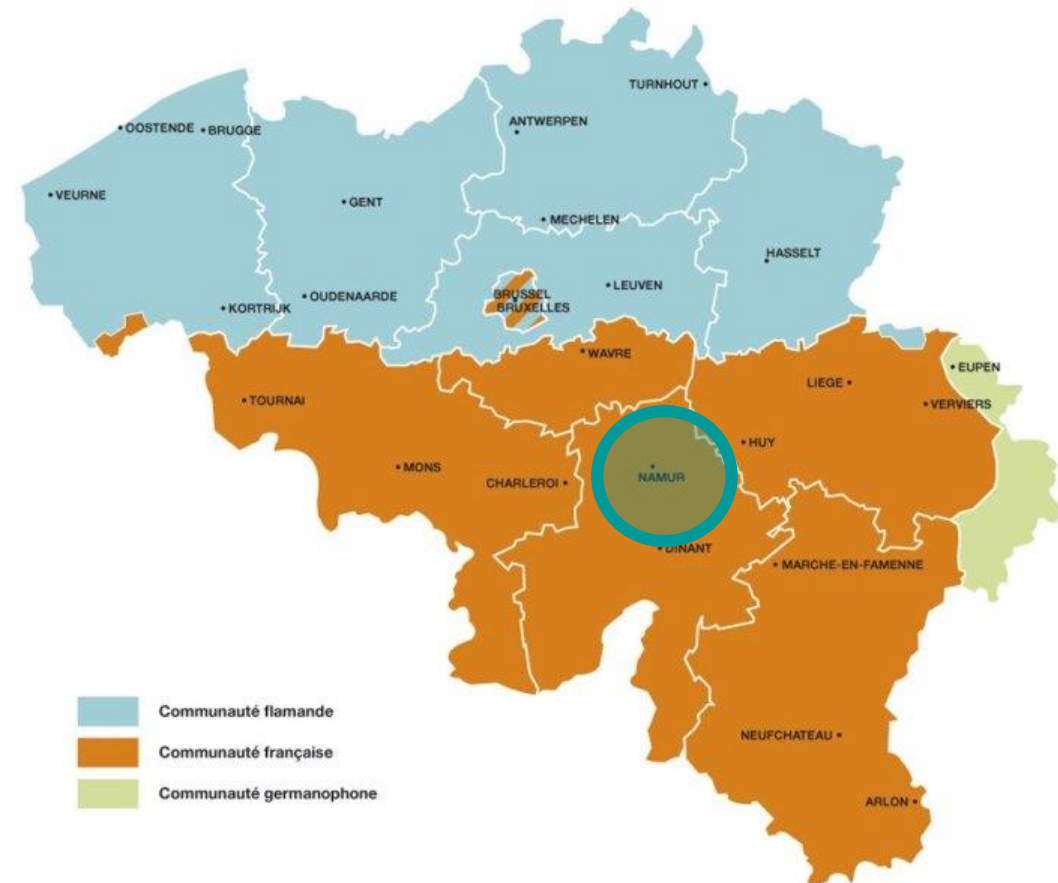 TURNHOUT
ANTWERPEN
OOSTENDE
BRUGGE
VEURNE
GENT
MECHELEN
HASSELT
LEUVEN
BRUSSEL
BRUXELLES
OUDENAARDE
KORTRIJK
WAVRE
EUPEN
LIEGE
VERVIERS
TOURNAI
HUY
MONS
NAMUR
CHARLEROI
DINANT
MARCHE-EN-FAMENNE
Communauté flamande
Communauté française
Communauté germanophone
NEUFCHATEAU
ARLON